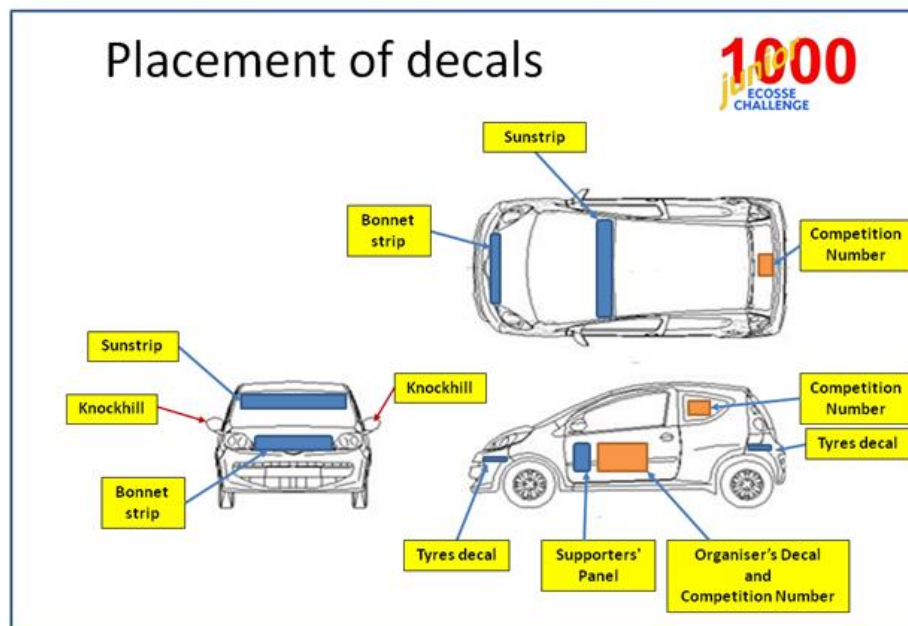 Placement of decals
1000
junior
ECOSSE
CHALLENGE
Sunstrip
Bonnet
strip
Competition
Number
Sunstrip
Knockhill
Knockhill
Competition
Number
Tyres decal
Bonnet
strip
Tyres decal
Supporters'
Panel
Organiser's Decal
and
Competition Number